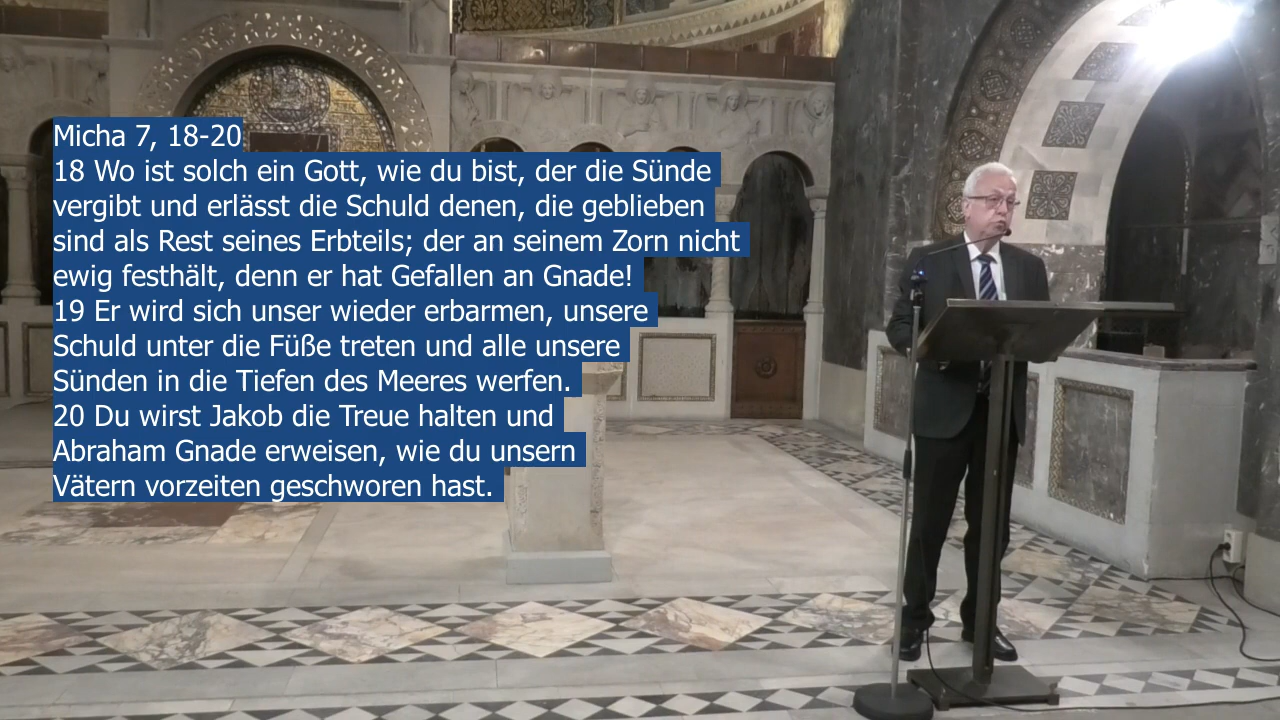 Micha 7, 18-20
18 Wo ist solch ein Gott, wie du bist, der die Sünde
vergibt und erlässt die Schuld denen, die geblieben
sind als Rest seines Erbteils; der an seinem Zorn nicht
ewig festhält, denn er hat Gefallen an Gnade!
19 Er wird sich unser wieder erbarmen, unsere
Schuld unter die Füße treten und alle unsere
Sünden in die Tiefen des Meeres werfen.
20 Du wirst Jakob die Treue halten und
Abraham Gnade erweisen, wie du unsern
Vätern vorzeiten geschworen hast.